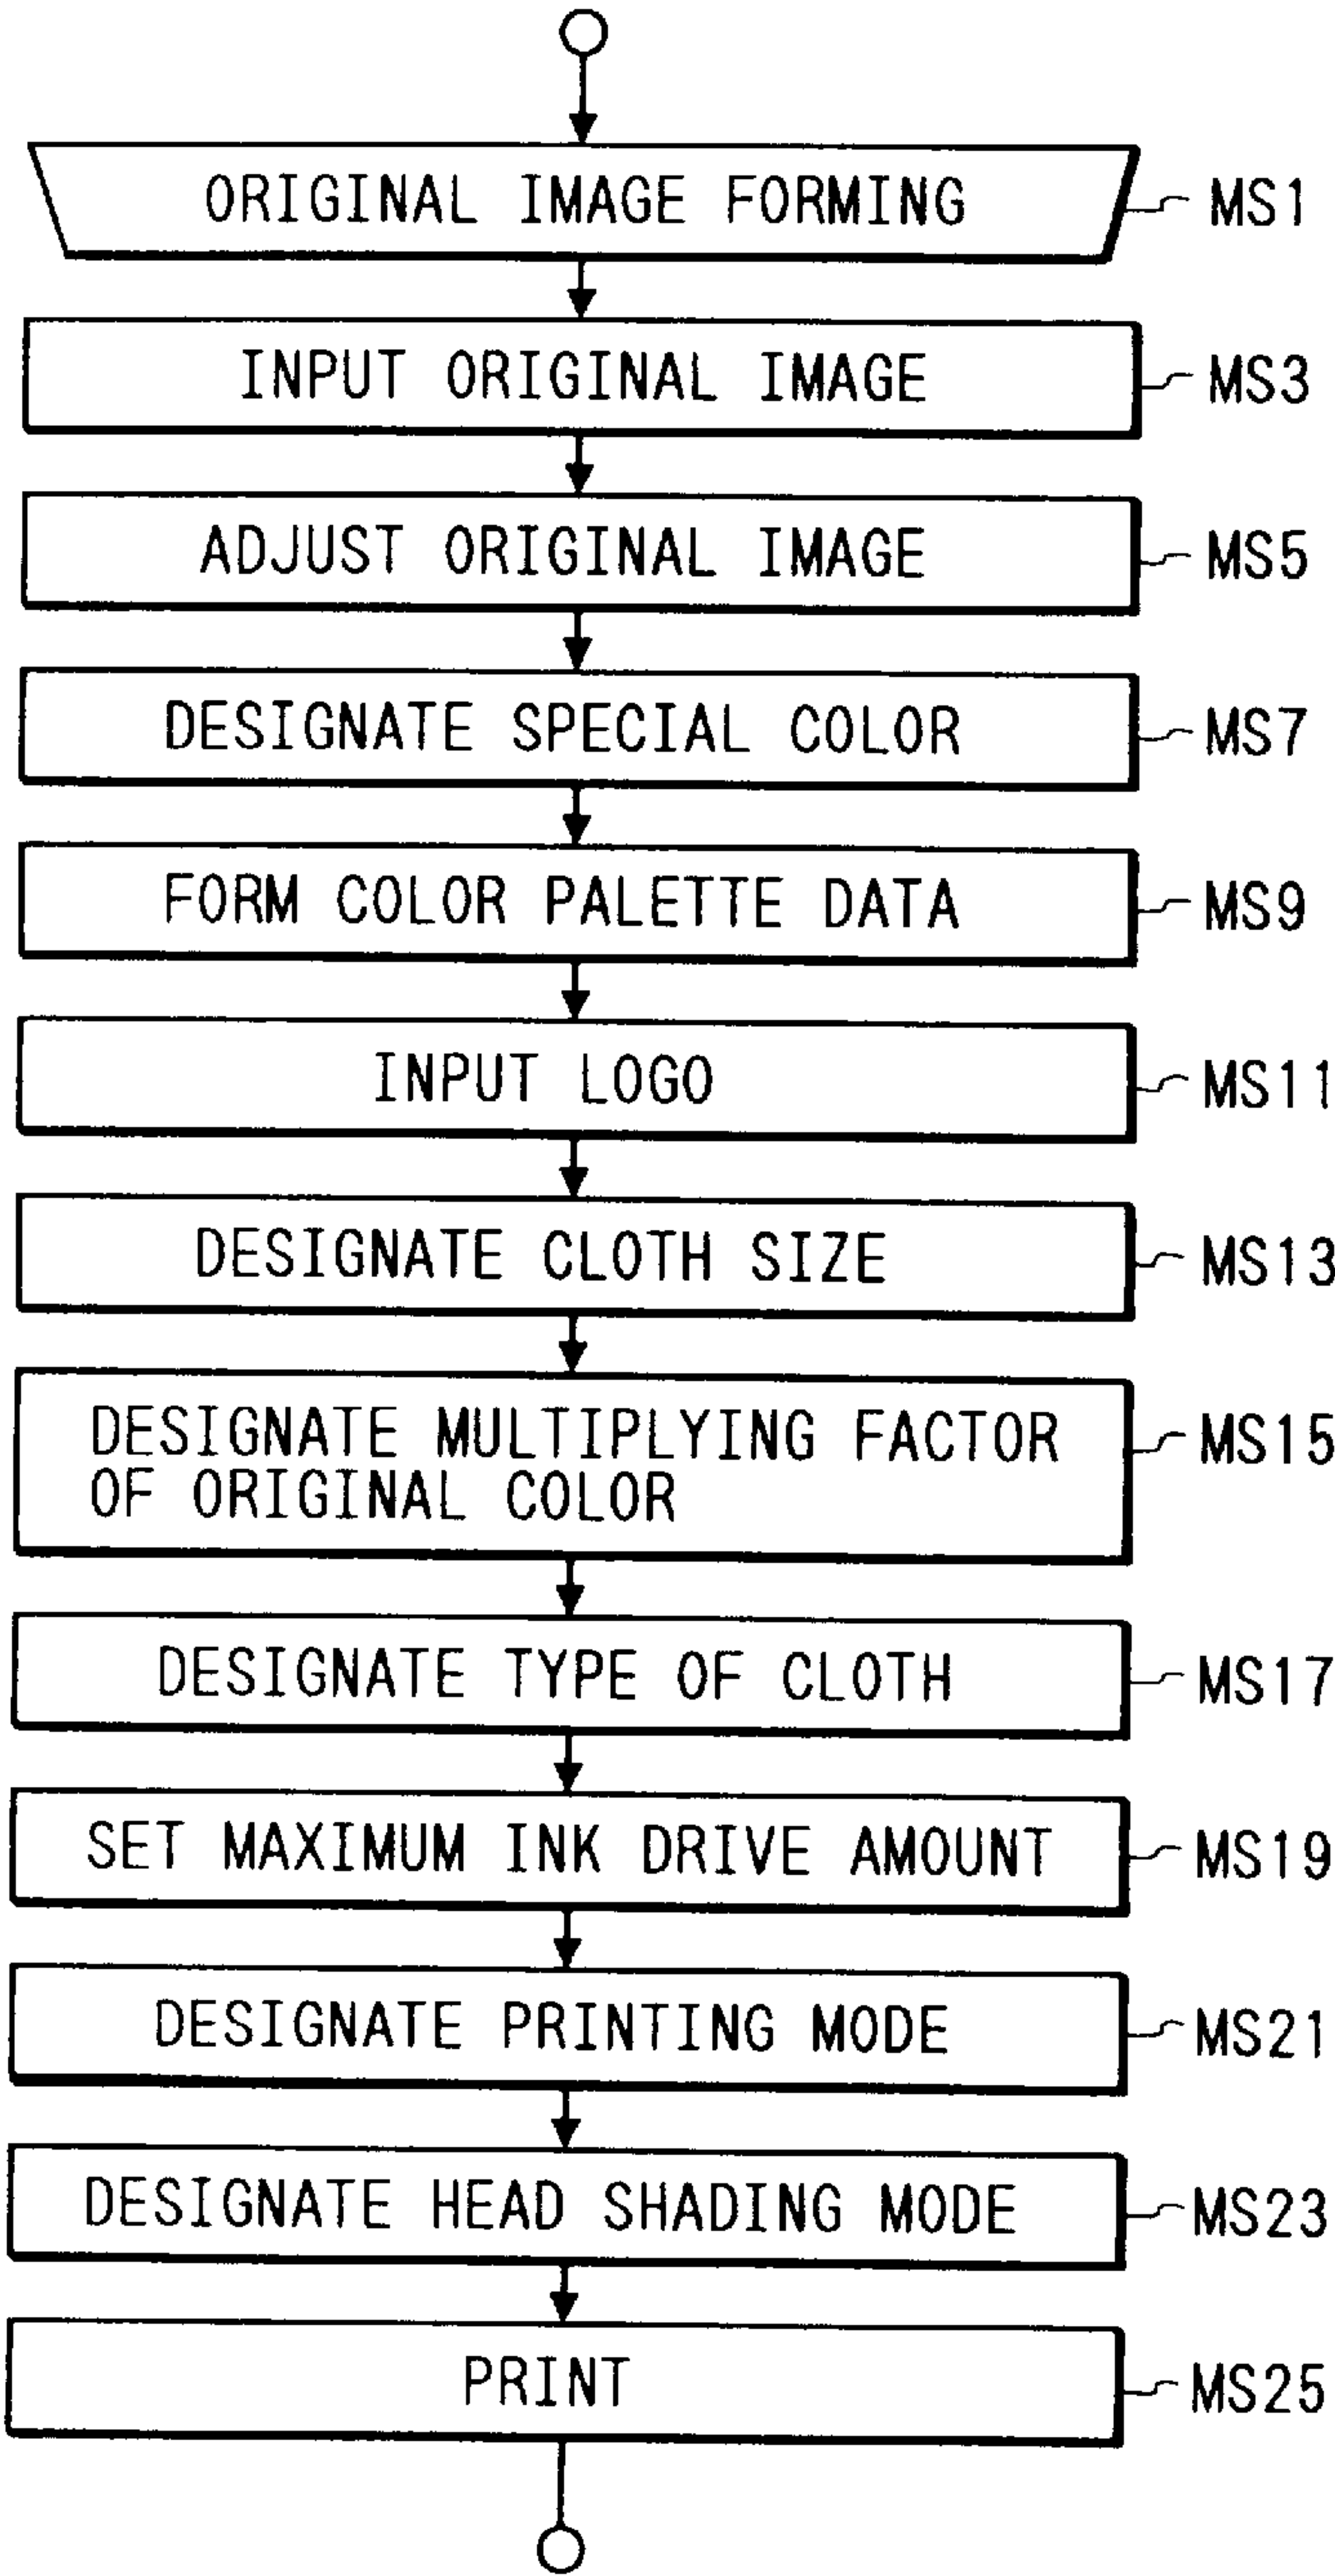 ORIGINAL IMAGE FORMING MS1
INPUT ORIGINAL IMAGE MS3
ADJUST ORIGINAL IMAGE MS5
DESIGNATE SPECIAL COLOR MS7
FORM COLOR PALETTE DATA MS9
INPUT LOGO MS11
DESIGNATE CLOTH SIZE MS13
DESIGNATE MULTIPLYING FACTOR MS15
OF ORIGINAL COLOR
DESIGNATE TYPE OF CLOTH MS17
SET MAXIMUM INK DRIVE AMOUNT MS19
DESIGNATE PRINTING MODE MS21
DESIGNATE HEAD SHADING MODE MS23
PRINT MS25